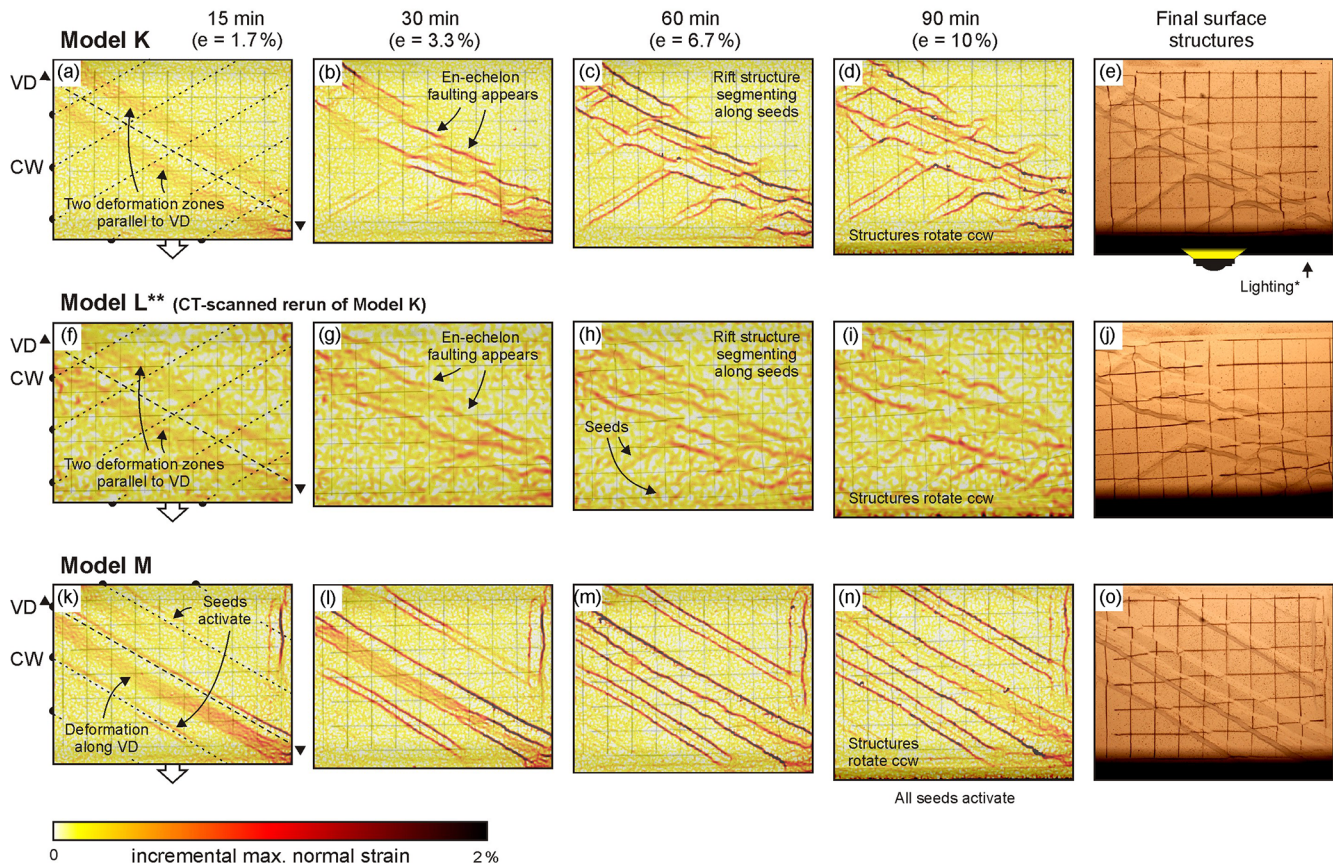 15 min
30 min
60 min
90 min
Final surface
Model K
(e = 1.7 %)
(e = 3.3 %)
(e = 6.7 %)
(e = 10 %)
structures
(a)
(b)
(c)
(d)
(e)
VD
CW
Two deformation zones
parallel to VD
En-echelon
faulting appears
Rift structure
segmenting
along seeds
Structures rotate ccw
Lighting*
Model L** (CT-scanned rerun of Model K)
(f)
(g)
(h)
(i)
(j)
VD
CW
Two deformation zones
parallel to VD
En-echelon
faulting appears
Rift structure
segmenting
along seeds
Seeds
Structures rotate ccw
Model M
(k)
(l)
(m)
(n)
(o)
VD
CW
Seeds
activate
Deformation
along VD
Structures
rotate ccw
All seeds activate
0
incremental max. normal strain
2 %